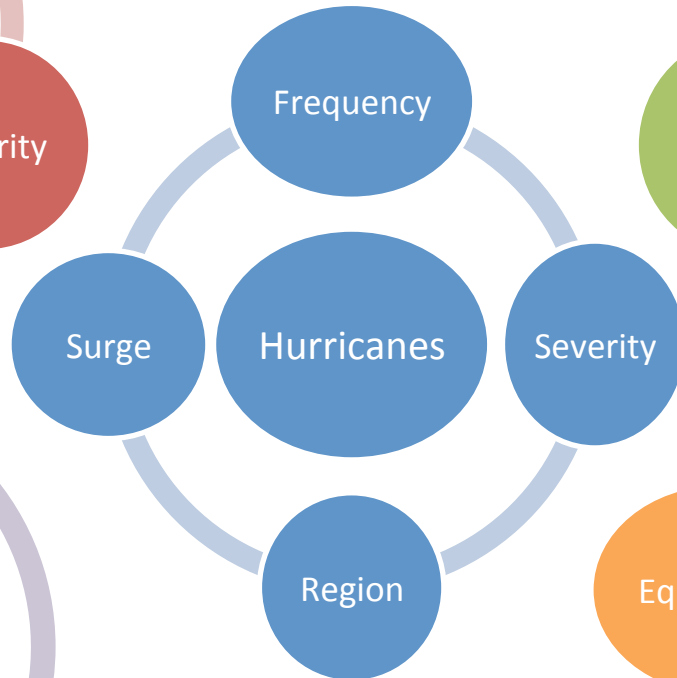 Frequency
rity
Surge
Hurricanes
Severity
Region
Eq